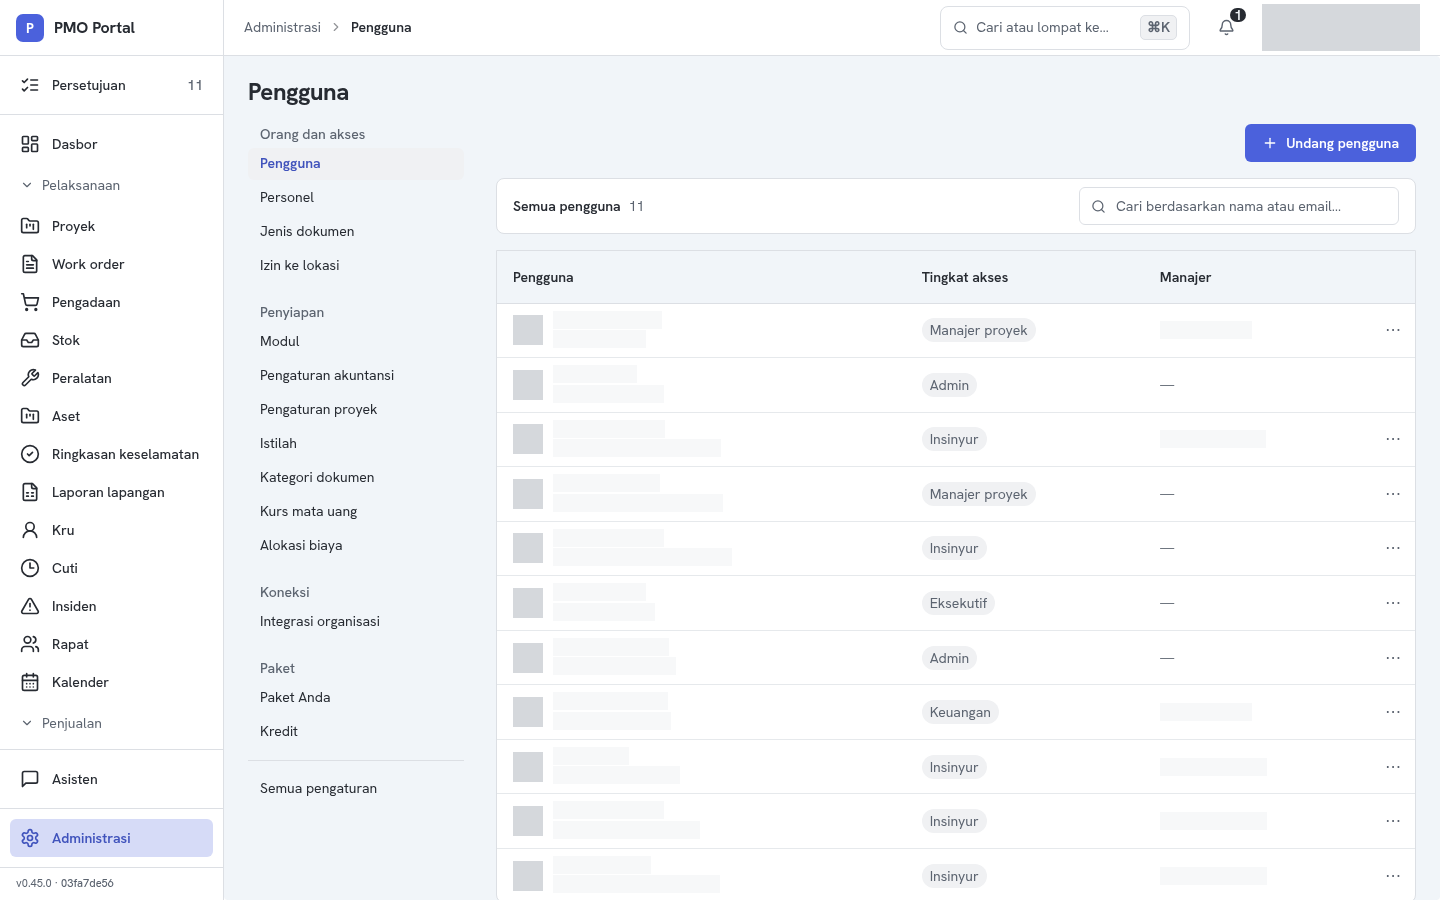 P PMO Portal
Administrasi > Pengguna
Cari atau lompat ke... ⌘K
1
Persetujuan 11
Dasbor
Pelaksanaan
Proyek
Work order
Pengadaan
Stok
Peralatan
Aset
Ringkasan keselamatan
Laporan lapangan
Kru
Cuti
Insiden
Rapat
Kalender
Penjualan
Asisten
Administrasi
v0.45.0 · 03fa7de56
Pengguna
Orang dan akses
Pengguna
Personel
Jenis dokumen
Izin ke lokasi
Penyiapan
Modul
Pengaturan akuntansi
Pengaturan proyek
Istilah
Kategori dokumen
Kurs mata uang
Alokasi biaya
Koneksi
Integrasi organisasi
Paket
Paket Anda
Kredit
Semua pengaturan
+ Undang pengguna
Semua pengguna 11
Cari berdasarkan nama atau email...
Pengguna Tingkat akses Manajer
Manajer proyek ...
Admin —
Insinyur ...
Manajer proyek — ...
Insinyur — ...
Eksekutif — ...
Admin — ...
Keuangan ...
Insinyur ...
Insinyur ...
Insinyur ...